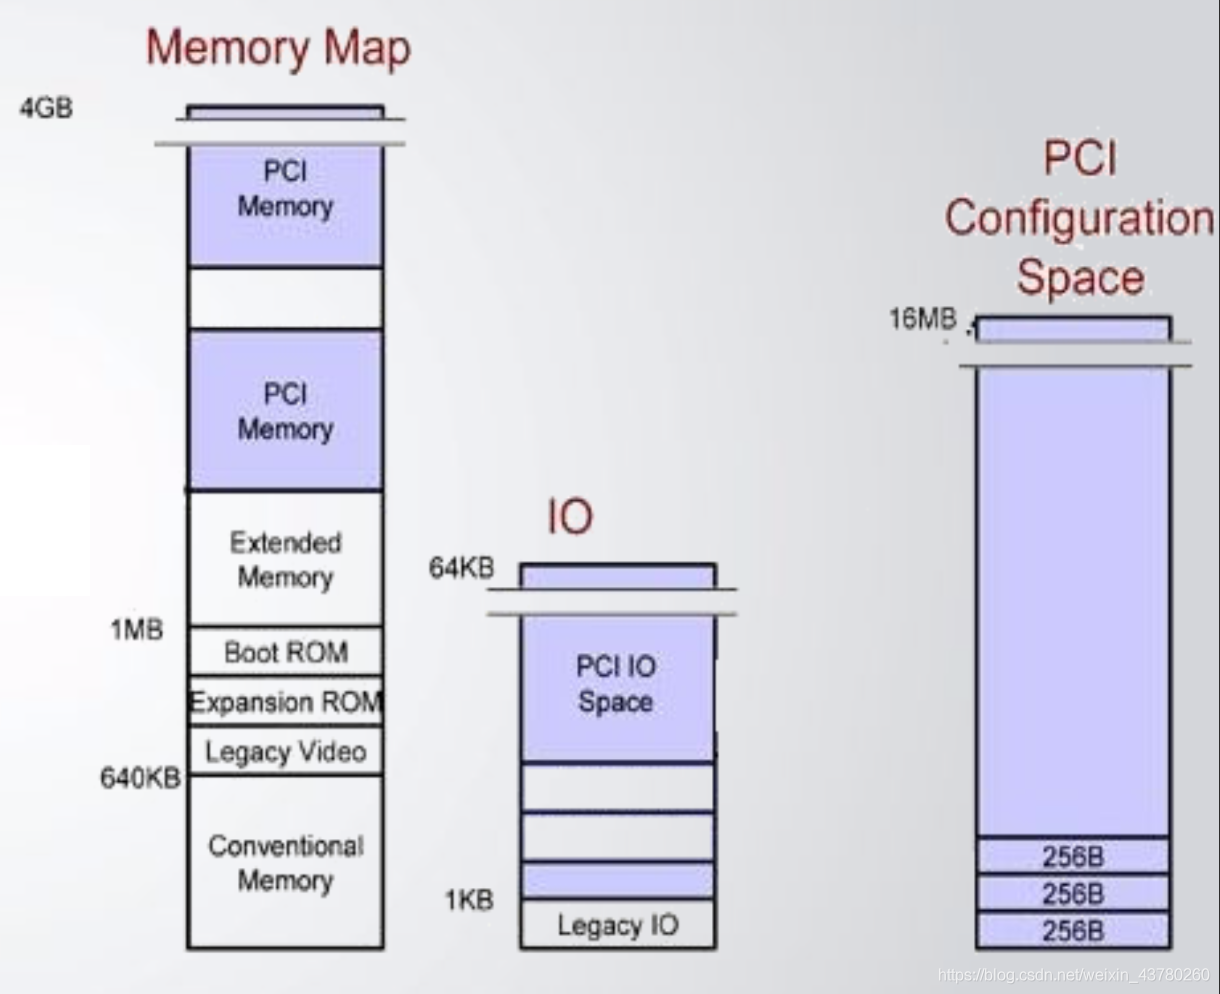 Memory Map
4GB
PCI
Memory
PCI
Memory
Extended
Memory
1MB
Boot ROM
Expansion ROM
Legacy Video
640KB
Conventional
Memory
IO
64KB
PCI IO
Space
1KB
Legacy IO
PCI
Configuration
Space
16MB
256B
256B
256B
https://blog.csdn.net/weixin_43780260